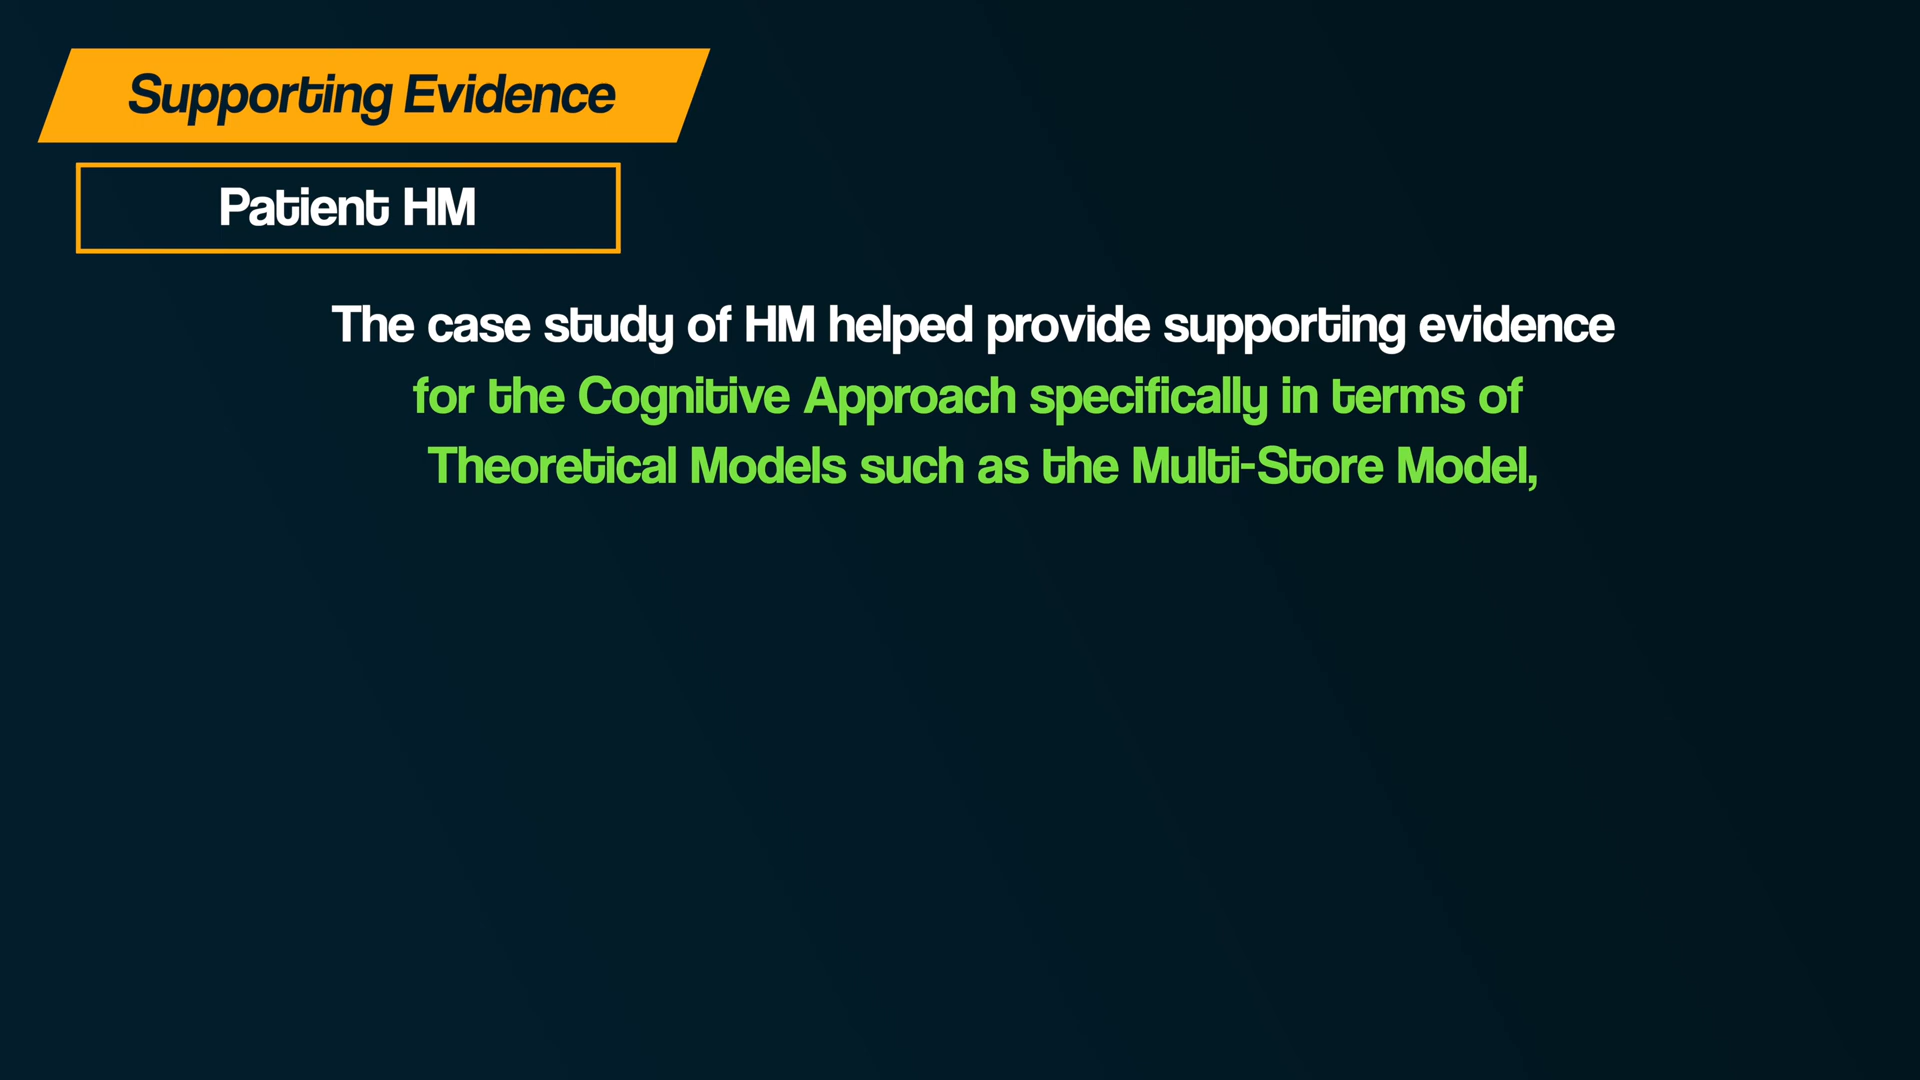 Supporting Evidence
Patient HM
The case study of HM helped provide supporting evidence
for the Cognitive Approach specifically in terms of
Theoretical Models such as the Multi-Store Model,